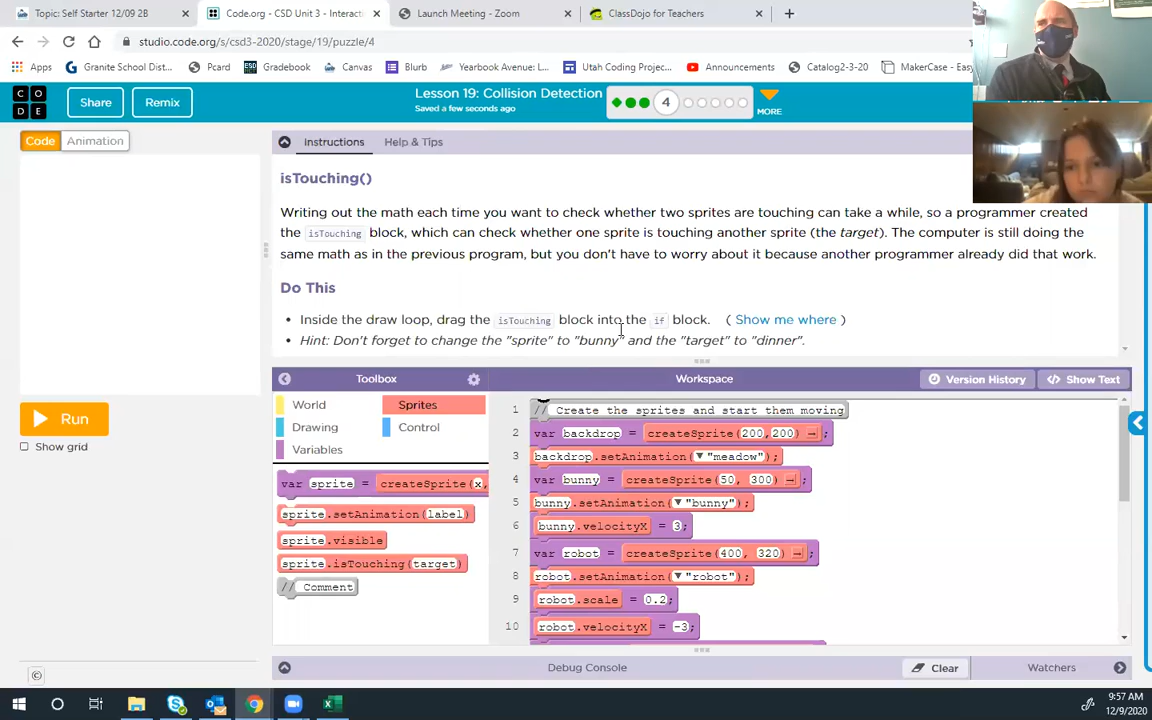 Topic: Self Starter 12/09 2B
Code.org - CSD Unit 3 - Interact
Launch Meeting - Zoom
ClassDojo for Teachers
studio.code.org/s/csd3-2020/stage/19/puzzle/4
Apps
Granite School Dist...
Pcard
Gradebook
Canvas
Blurb
Yearbook Avenue: L...
Utah Coding Projec...
Announcements
Catalog2-3-20
MakerCase - Eas
CO
DE
Share
Remix
Lesson 19: Collision Detection
Saved a few seconds ago
4
MORE
Code
Animation
Instructions
Help & Tips
isTouching()
Writing out the math each time you want to check whether two sprites are touching can take a while, so a programmer created
the isTouching block, which can check whether one sprite is touching another sprite (the target). The computer is still doing the
same math as in the previous program, but you don't have to worry about it because another programmer already did that work.
Do This
• Inside the draw loop, drag the isTouching block into the if block. ( Show me where )
• Hint: Don't forget to change the "sprite" to "bunny" and the "target" to "dinner".
Run
Show grid
Toolbox
World
Sprites
Drawing
Control
Variables
var sprite = createSprite(x,
sprite.setAnimation(label)
sprite.visible
sprite.isTouching(target)
// Comment
Workspace
Version History
Show Text
1 // Create the sprites and start them moving
2 var backdrop = createSprite(200,200);
3 backdrop.setAnimation("meadow");
4 var bunny = createSprite(50, 300);
5 bunny.setAnimation("bunny");
6 bunny.velocityX = 3;
7 var robot = createSprite(400, 320);
8 robot.setAnimation("robot");
9 robot.scale = 0.2;
10 robot.velocityX = -3;
Debug Console
Clear
Watchers
9:57 AM
12/9/2020